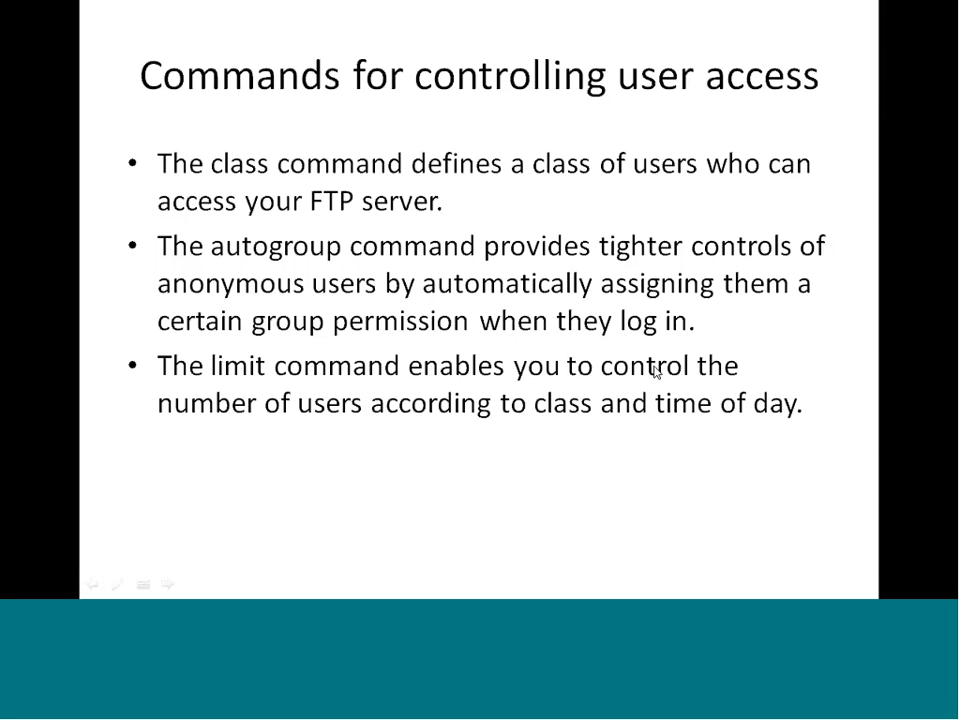 Commands for controlling user access
• The class command defines a class of users who can
access your FTP server.
• The autogroup command provides tighter controls of
anonymous users by automatically assigning them a
certain group permission when they log in.
• The limit command enables you to control the
number of users according to class and time of day.